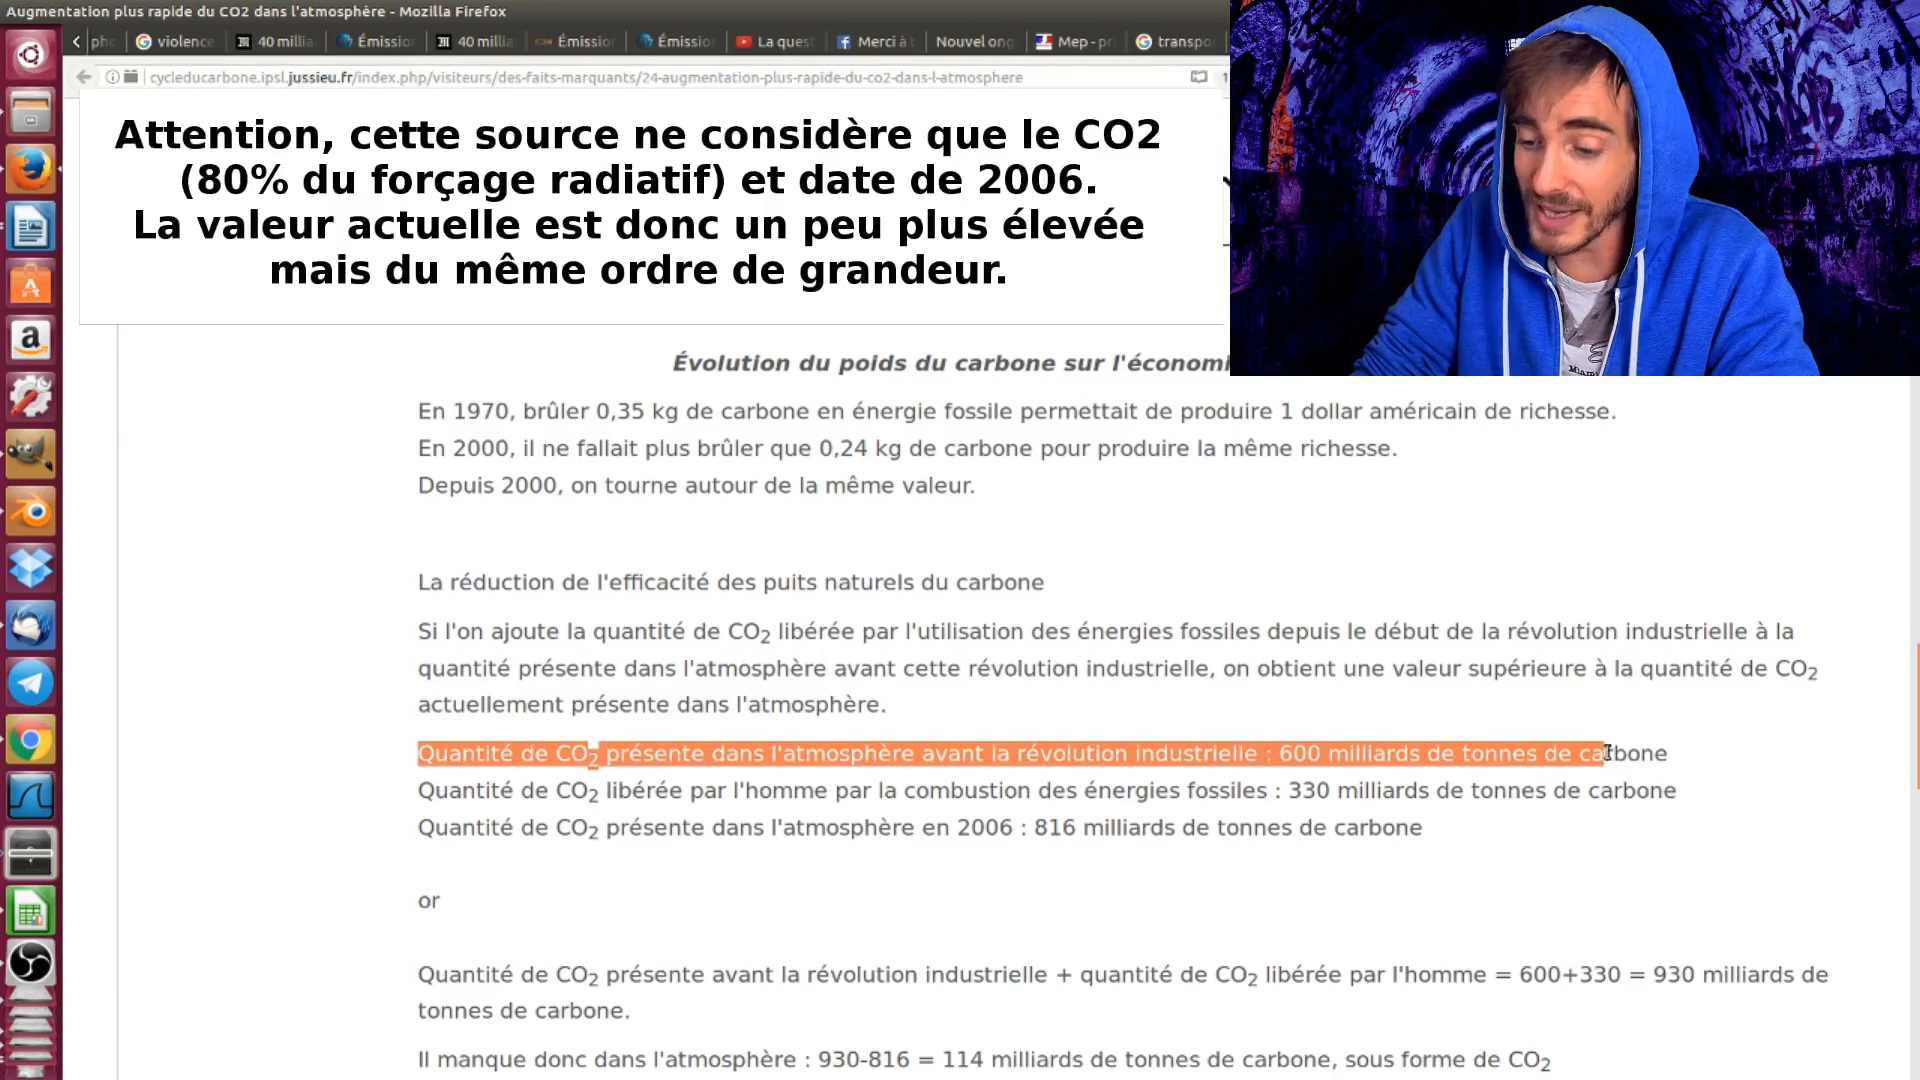 Augmentation plus rapide du CO2 dans l'atmosphère - Mozilla Firefox
violence
40 millia
Émission
40 millia
Émission
Émission
La quest
Merci à t
Nouvel ong
Mep - pr
transpo
cycleducarbone.ipsl.jussieu.fr/index.php/visiteurs/des-faits-marquants/24-augmentation-plus-rapide-du-co2-dans-l-atmosphere
Attention, cette source ne considère que le CO2
(80% du forçage radiatif) et date de 2006.
La valeur actuelle est donc un peu plus élevée
mais du même ordre de grandeur.
Évolution du poids du carbone sur l'économi
En 1970, brûler 0,35 kg de carbone en énergie fossile permettait de produire 1 dollar américain de richesse.
En 2000, il ne fallait plus brûler que 0,24 kg de carbone pour produire la même richesse.
Depuis 2000, on tourne autour de la même valeur.
La réduction de l'efficacité des puits naturels du carbone
Si l'on ajoute la quantité de CO2 libérée par l'utilisation des énergies fossiles depuis le début de la révolution industrielle à la
quantité présente dans l'atmosphère avant cette révolution industrielle, on obtient une valeur supérieure à la quantité de CO2
actuellement présente dans l'atmosphère.
Quantité de CO2 présente dans l'atmosphère avant la révolution industrielle : 600 milliards de tonnes de carbone
Quantité de CO2 libérée par l'homme par la combustion des énergies fossiles : 330 milliards de tonnes de carbone
Quantité de CO2 présente dans l'atmosphère en 2006 : 816 milliards de tonnes de carbone
or
Quantité de CO2 présente avant la révolution industrielle + quantité de CO2 libérée par l'homme = 600+330 = 930 milliards de
tonnes de carbone.
Il manque donc dans l'atmosphère : 930-816 = 114 milliards de tonnes de carbone, sous forme de CO2